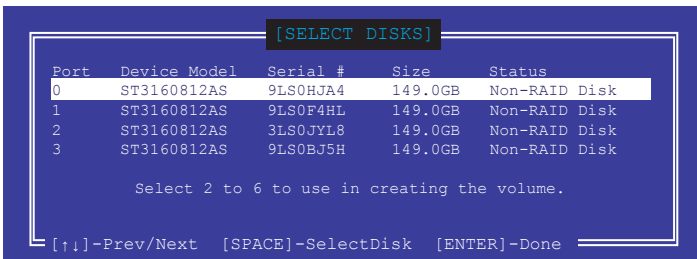 [SELECT DISKS]
Port Device Model Serial # Size Status
0 ST3160812AS 9LS0HJA4 149.0GB Non-RAID Disk
1 ST3160812AS 9LS0F4HL 149.0GB Non-RAID Disk
2 ST3160812AS 3LS0JYL8 149.0GB Non-RAID Disk
3 ST3160812AS 9LS0BJ5H 149.0GB Non-RAID Disk
Select 2 to 6 to use in creating the volume.
[↑↓]-Prev/Next [SPACE]-SelectDisk [ENTER]-Done